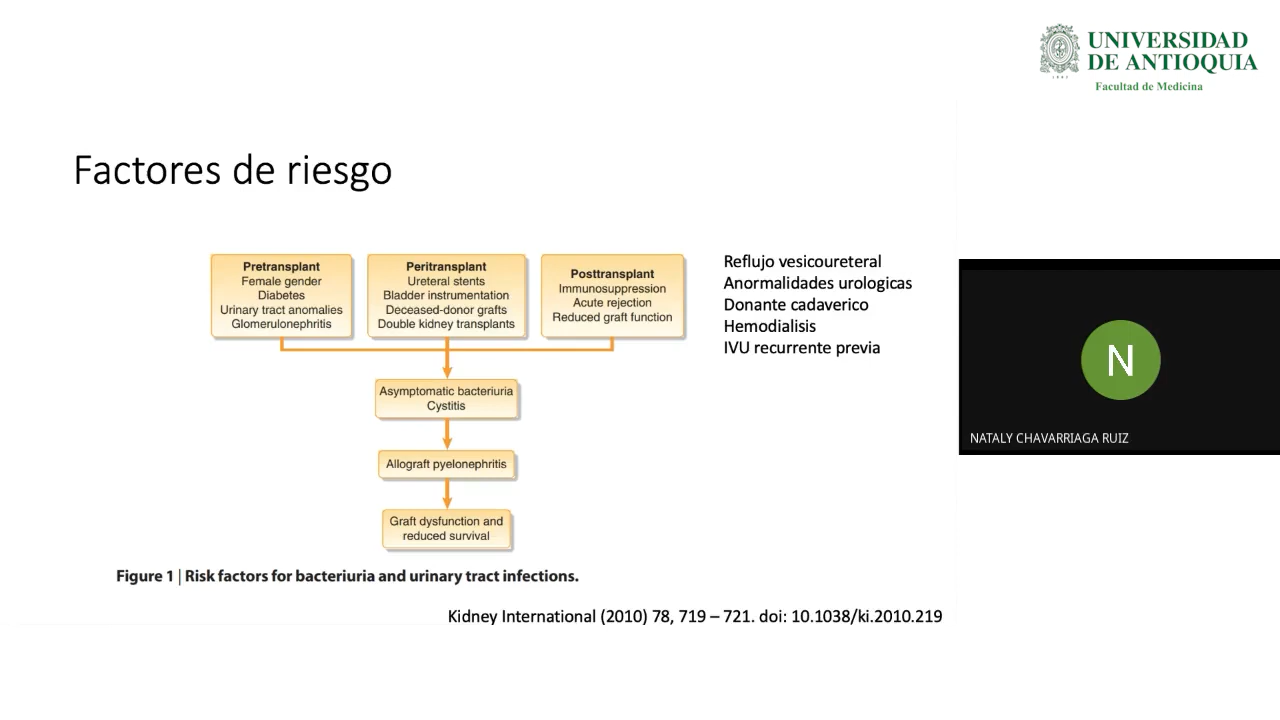 UNIVERSIDAD
DE ANTIOQUIA
Facultad de Medicina
Factores de riesgo
Pretransplant
Female gender
Diabetes
Urinary tract anomalies
Glomerulonephritis
Peritransplant
Ureteral stents
Bladder instrumentation
Deceased-donor grafts
Double kidney transplants
Posttransplant
Immunosuppression
Acute rejection
Reduced graft function
Reflujo vesicoureteral
Anormalidades urologicas
Donante cadaverico
Hemodialisis
IVU recurrente previa
Asymptomatic bacteriuria
Cystitis
Allograft pyelonephritis
Graft dysfunction and
reduced survival
Figure 1 | Risk factors for bacteriuria and urinary tract infections.
Kidney International (2010) 78, 719 – 721. doi: 10.1038/ki.2010.219
N
NATALY CHAVARRIAGA RUIZ